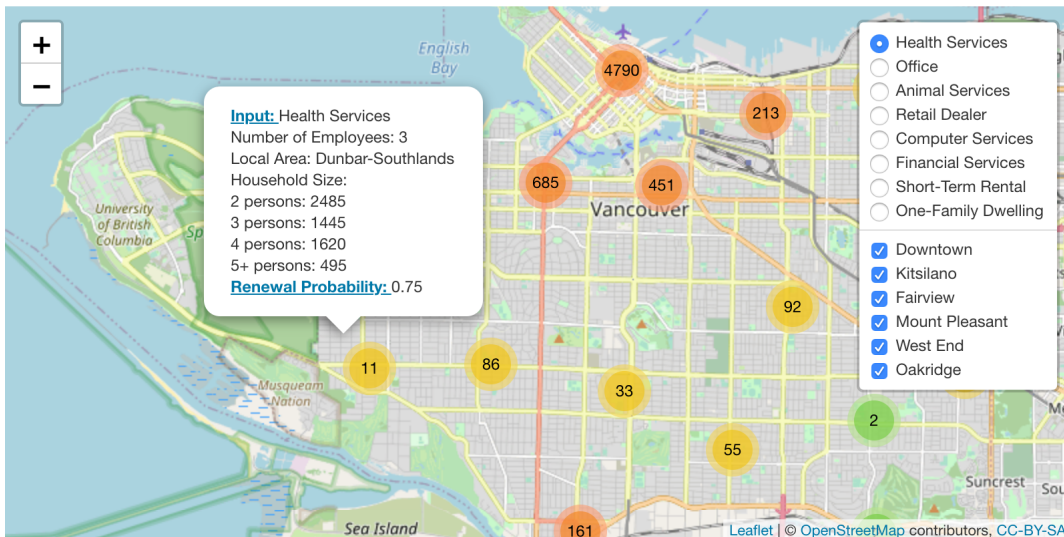 +
−
English
Bay
Input: Health Services
Number of Employees: 3
Local Area: Dunbar-Southlands
Household Size:
2 persons: 2485
3 persons: 1445
4 persons: 1620
5+ persons: 495
Renewal Probability: 0.75
University
of British
Columbia
Sp
4790
213
685
451
Vancouver
92
11
86
33
2
55
161
Musqueam
Nation
Sea Island
Suncrest
Sou
Health Services
Office
Animal Services
Retail Dealer
Computer Services
Financial Services
Short-Term Rental
One-Family Dwelling
Downtown
Kitsilano
Fairview
Mount Pleasant
West End
Oakridge
Leaflet | © OpenStreetMap contributors, CC-BY-SA